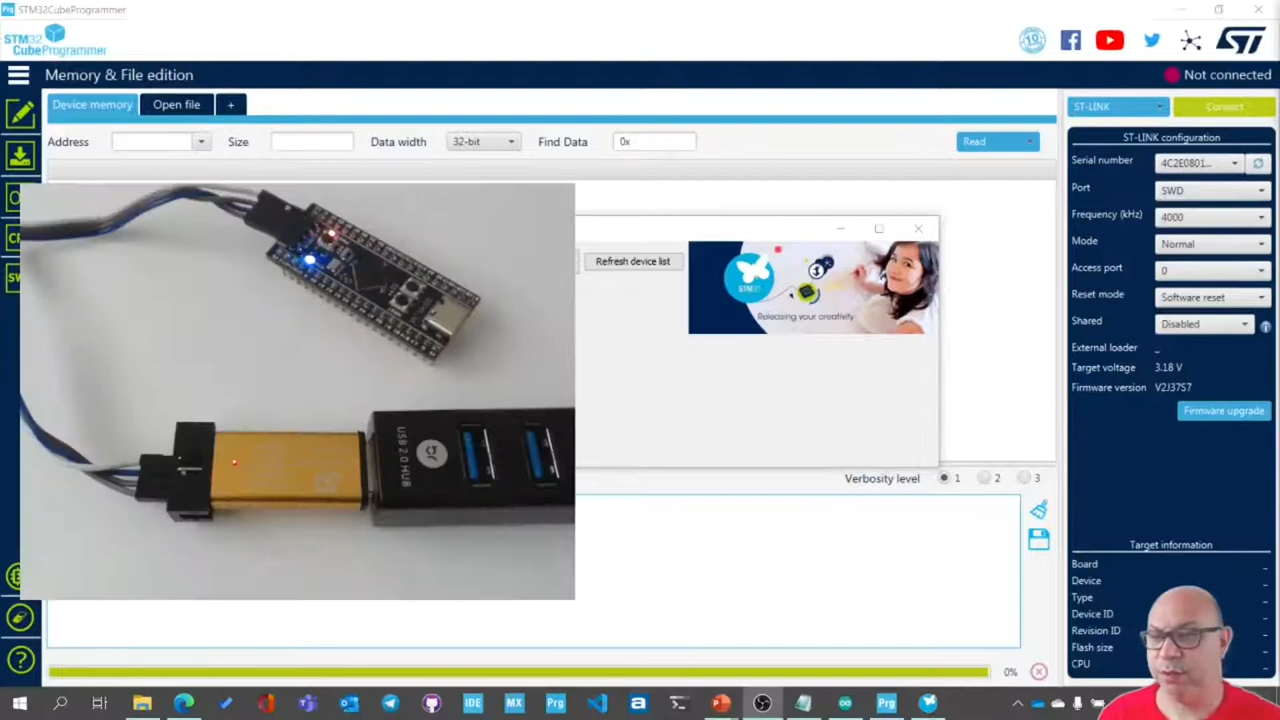 Prg STM32CubeProgrammer
STM32
CubeProgrammer
19
Memory & File edition
Not connected
Device memory
Open file
+
ST-LINK
Connect
Address
Size
Data width
32-bit
Find Data
0x
Read
ST-LINK configuration
Serial number
4C2E0801...
Port
SWD
Frequency (kHz)
4000
Mode
Normal
Access port
0
Reset mode
Software reset
Shared
Disabled
External loader
_
Target voltage
3.18 V
Firmware version
V2J37S7
Firmware upgrade
Refresh device list
STM32
Releasing your creativity
USB 2.0 HUB
Verbosity level
1
2
3
Target information
Board
_
Device
_
Type
_
Device ID
_
Revision ID
_
Flash size
_
CPU
_
0%
IDE
MX
Prg
Prg